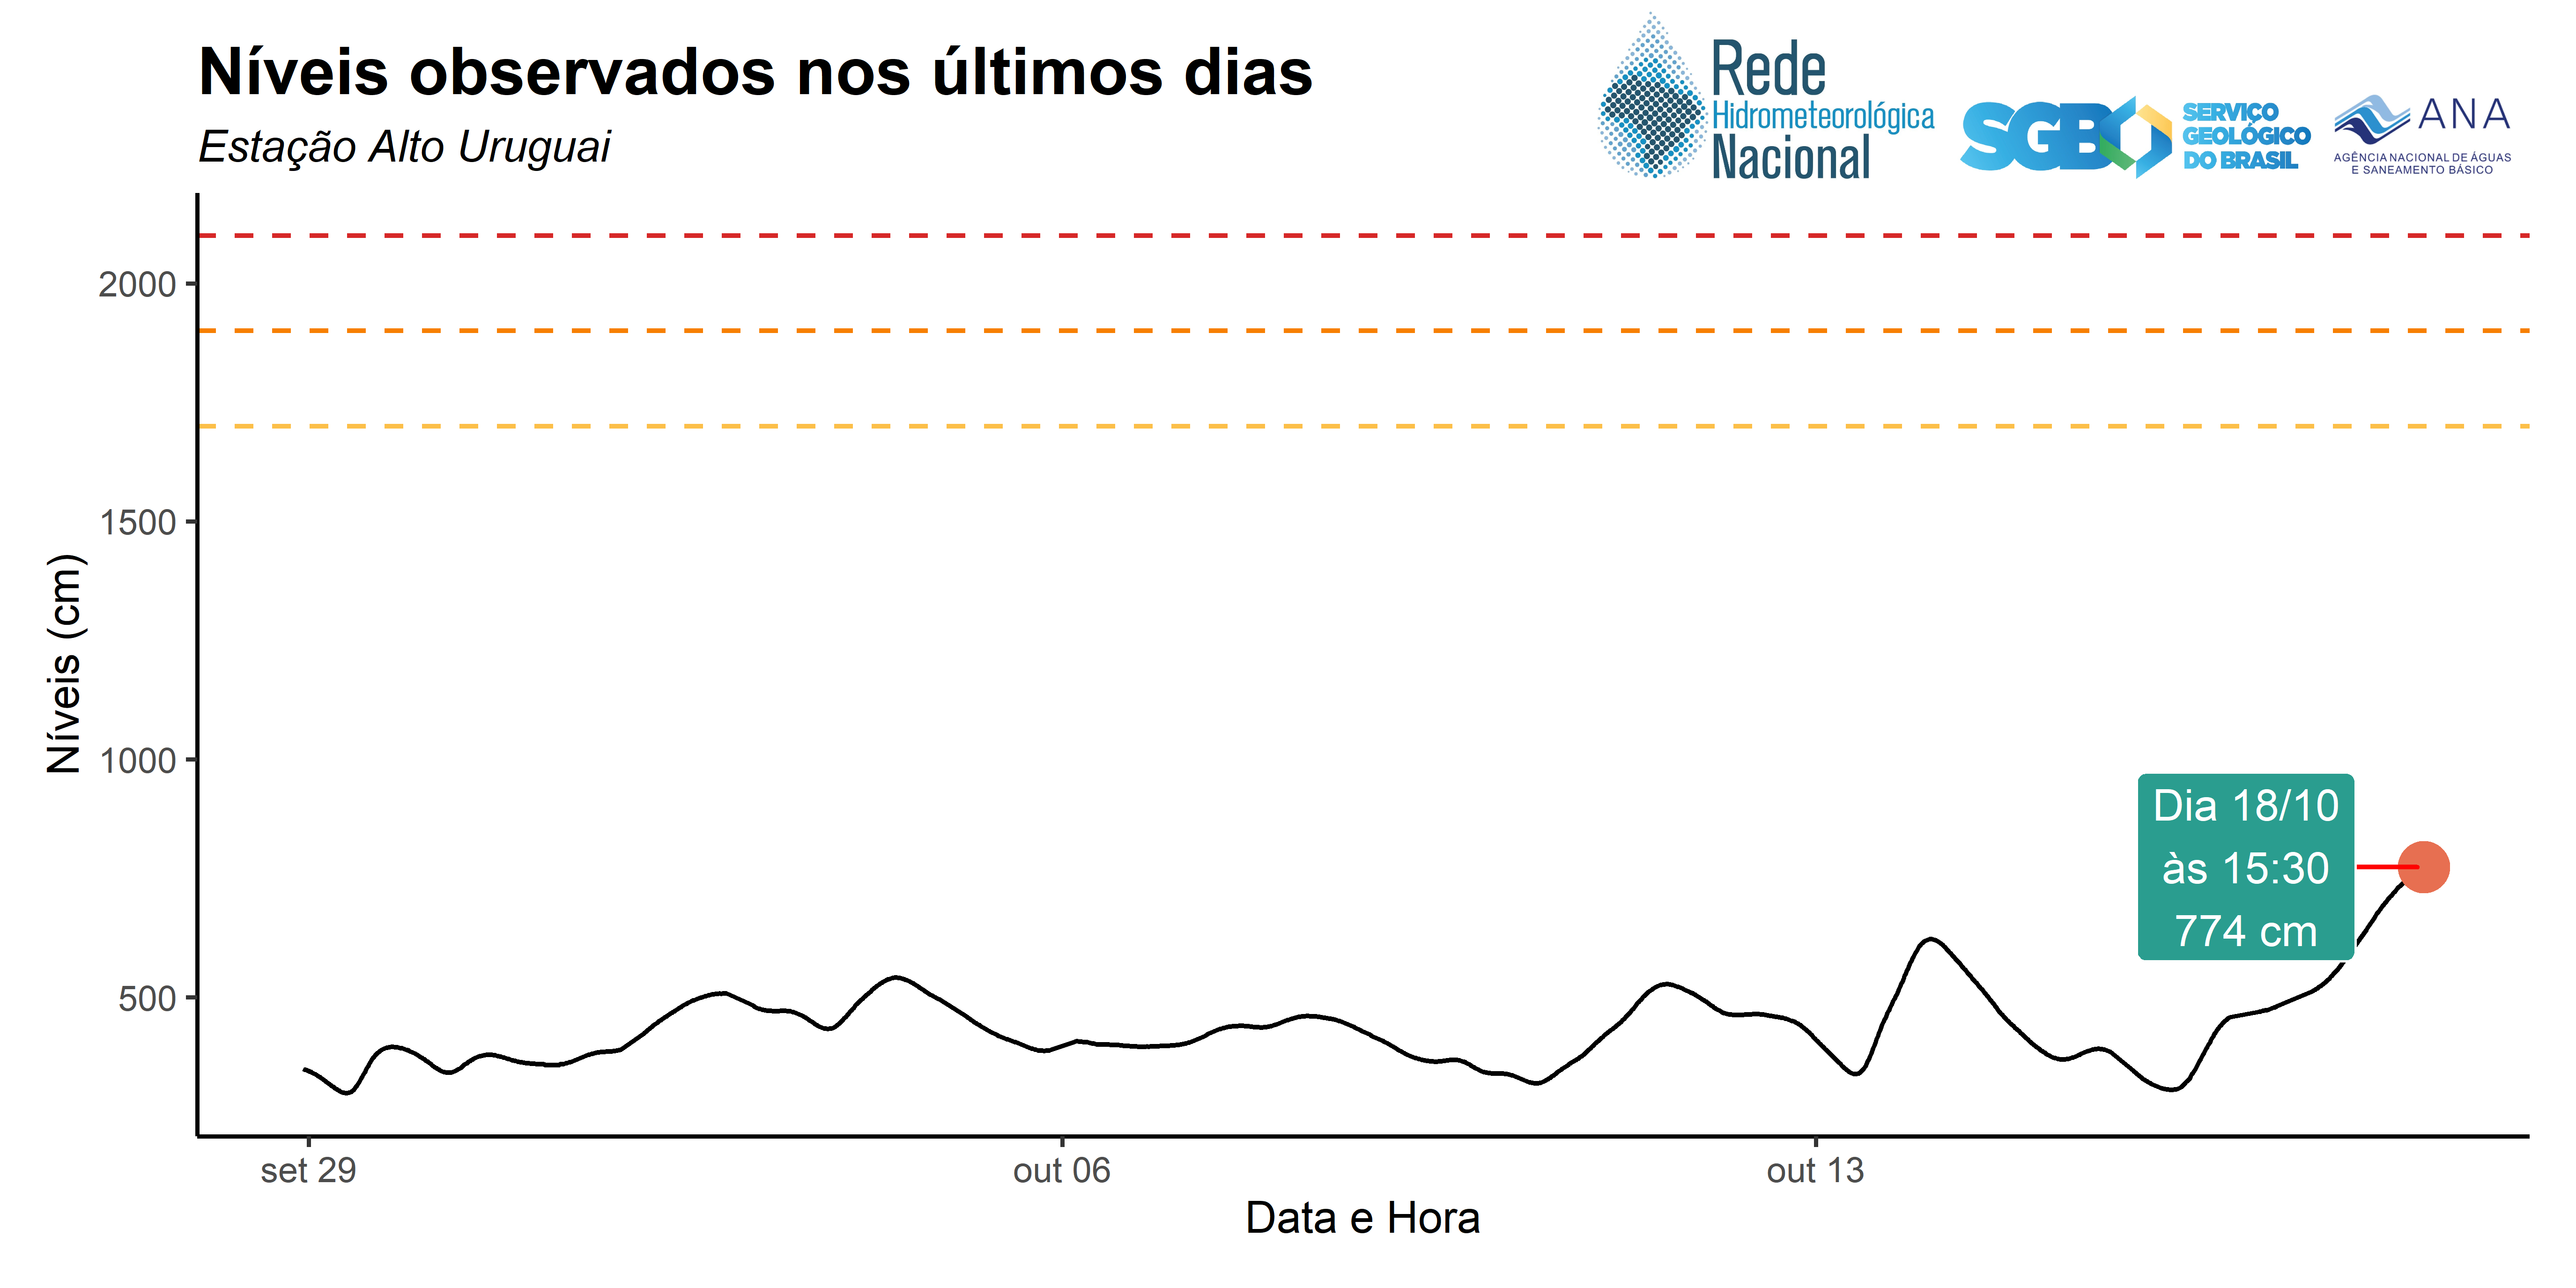 Níveis observados nos últimos dias
Estação Alto Uruguai
Rede
Hidrometeorológica
Nacional
SGB
SERVIÇO
GEOLÓGICO
DO BRASIL
ANA
AGÊNCIA NACIONAL DE ÁGUAS
E SANEAMENTO BÁSICO
Níveis (cm)
2000
1500
1000
500
Dia 18/10
às 15:30
774 cm
set 29
out 06
out 13
Data e Hora